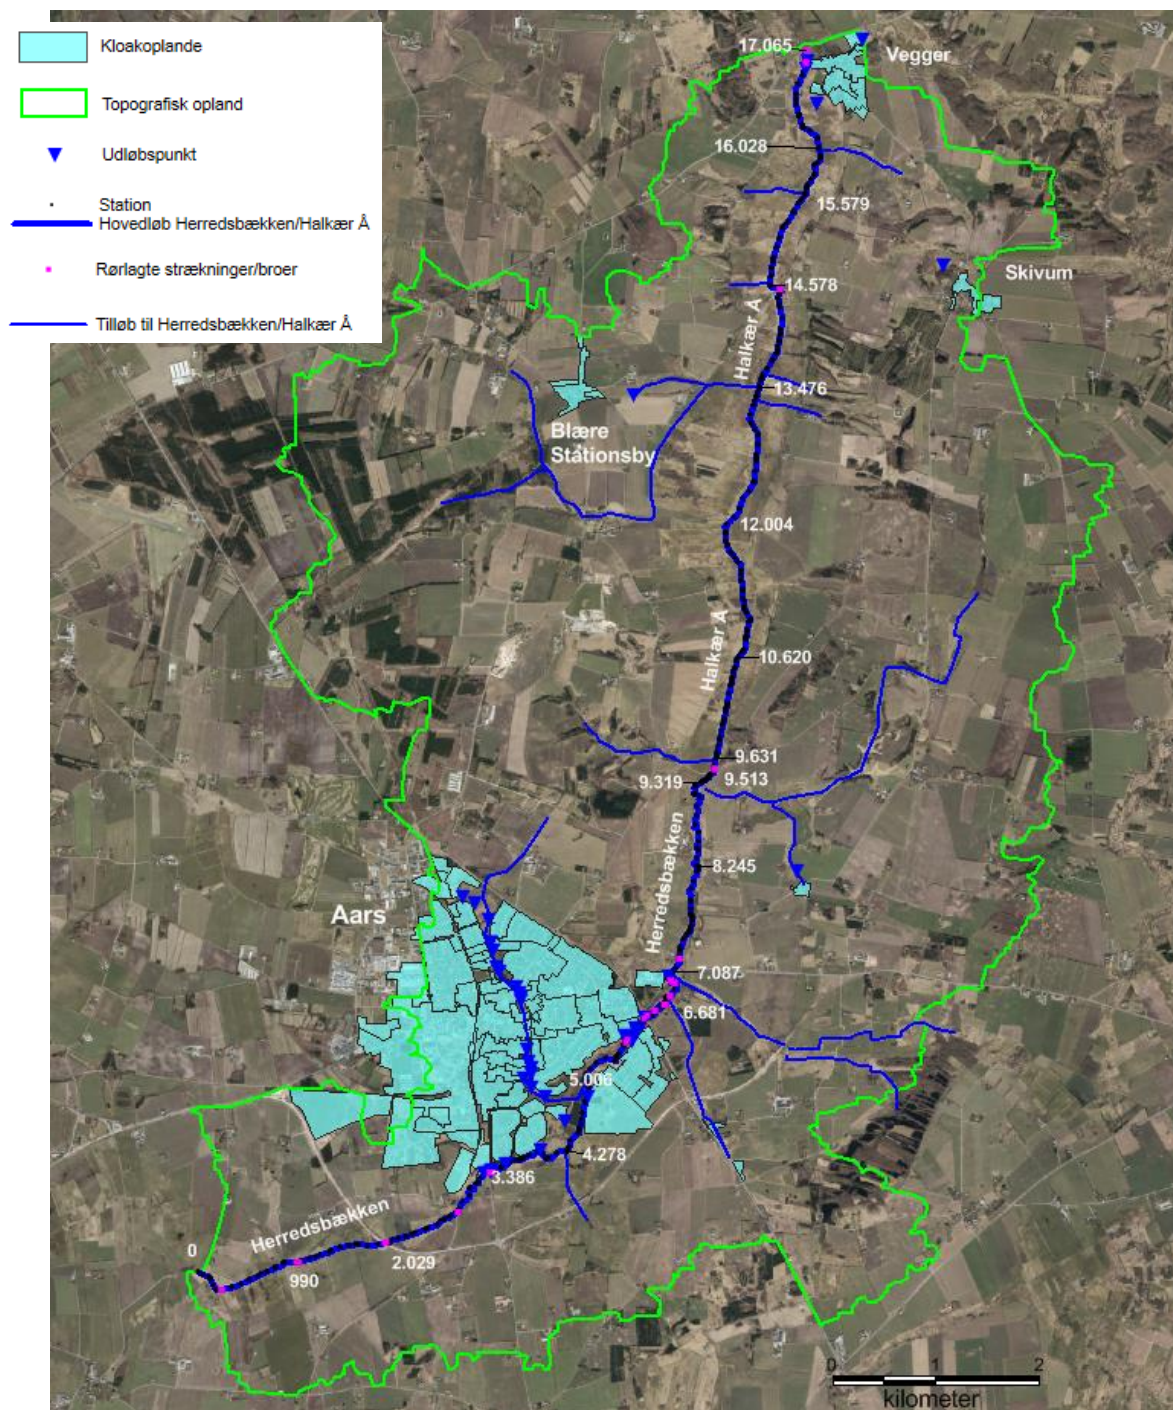 Kloakoplande
Topografisk opland
Udløbspunkt
Station
Hovedløb Herredsbækken/Halkær Å
Rørlagte strækninger/broer
Tilløb til Herredsbækken/Halkær Å
17.065
Vegger
16.028
15.579
Skivum
14.578
Halkær Å
13.476
Blære
Stationsby
12.004
Halkær Å
10.620
9.631
9.319
9.513
Herredsbækken
8.245
Aars
7.087
6.681
5.006
4.278
3.386
Herredsbækken
0
2.029
990
0 1 2
kilometer